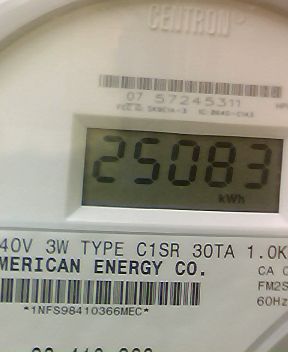 CENTRON
07 57245311
25083
kWh
40V 3W TYPE C1SR 30TA 1.0K
MERICAN ENERGY CO.
CA
FM2S
60Hz
*1NFS98410366MEC*